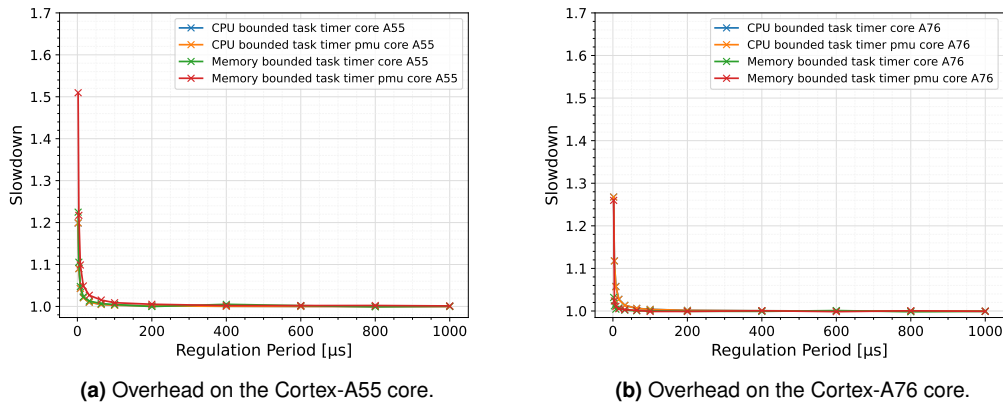 1.7
1.6
1.5
1.4
1.3
1.2
1.1
1.0
Slowdown
CPU bounded task timer core A55
CPU bounded task timer pmu core A55
Memory bounded task timer core A55
Memory bounded task timer pmu core A55
0 200 400 600 800 1000
Regulation Period [µs]
(a) Overhead on the Cortex-A55 core.
1.7
1.6
1.5
1.4
1.3
1.2
1.1
1.0
Slowdown
CPU bounded task timer core A76
CPU bounded task timer pmu core A76
Memory bounded task timer core A76
Memory bounded task timer pmu core A76
0 200 400 600 800 1000
Regulation Period [µs]
(b) Overhead on the Cortex-A76 core.